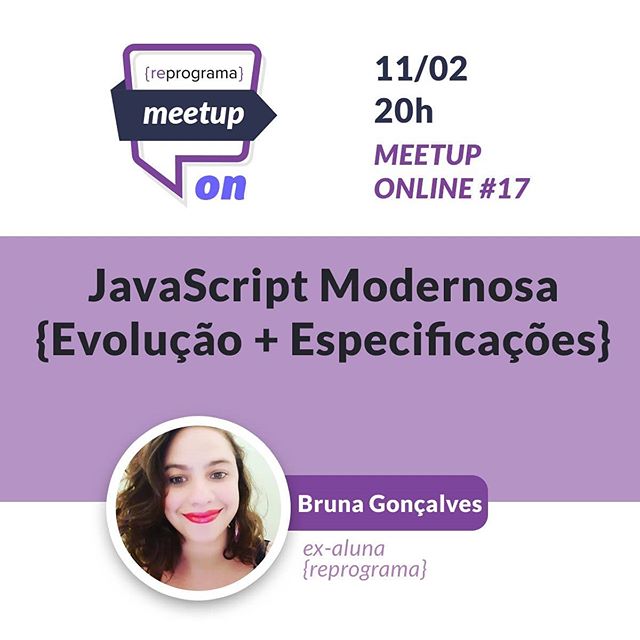 {reprograma}
meetup
on
11/02
20h
MEETUP
ONLINE #17
JavaScript Modernosa
{Evolução + Especificações}
Bruna Gonçalves
ex-aluna
{reprograma}